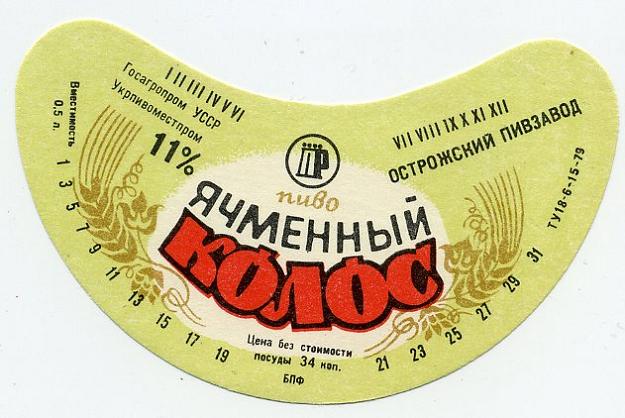 Госагропром УССР
Укрпивоместпром
11%
I II III IV V VI
VII VIII IX X XI XII
ОСТРОЖСКИЙ ПИВЗАВОД
Вместимость
0,5 л.
ТУ18-6-15-79
ПР
пиво
ЯЧМЕННЫЙ
КОЛОС
Цена без стоимости
посуды 34 коп.
БПФ
1 3 5 7 9 11 13 15 17 19 21 23 25 27 29 31